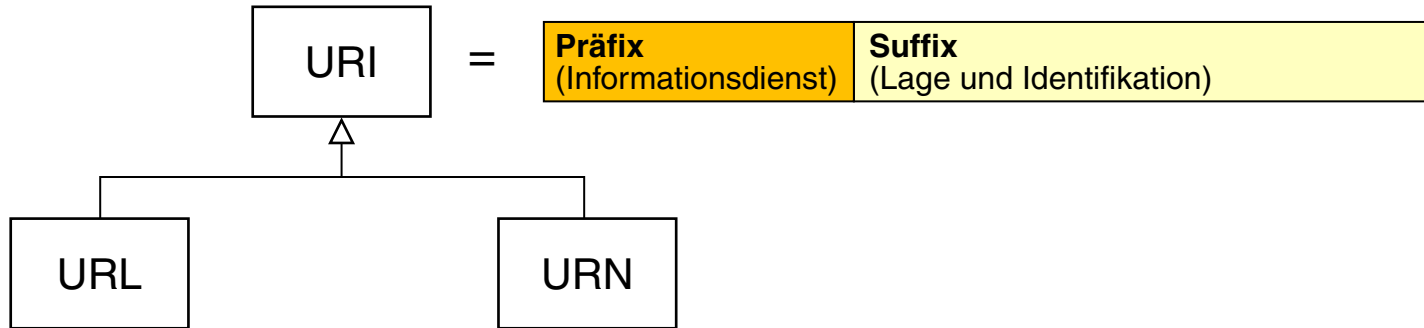 URI
=
Präfix
(Informationsdienst)
Suffix
(Lage und Identifikation)
URL
URN